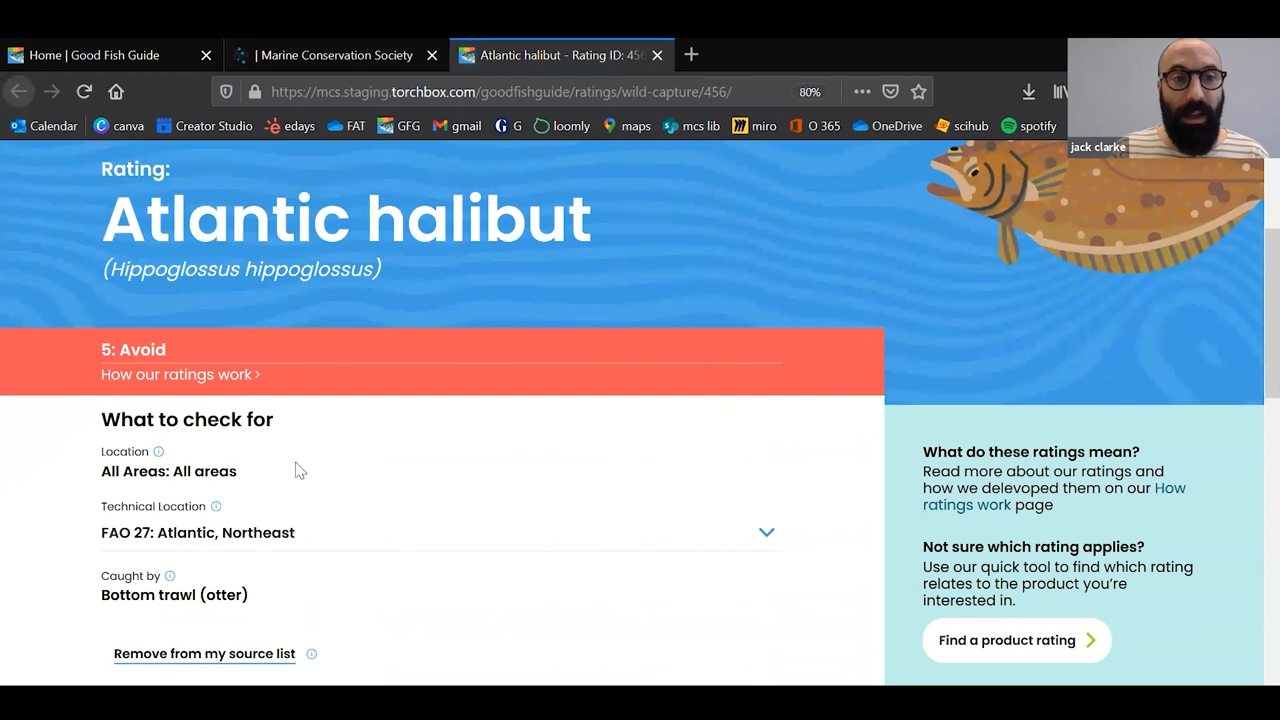 Home | Good Fish Guide
| Marine Conservation Society
Atlantic halibut - Rating ID: 456
https://mcs.staging.torchbox.com/goodfishguide/ratings/wild-capture/456/
80%
Calendar
canva
Creator Studio
edays
FAT
GFG
gmail
G
loomly
maps
mcs lib
miro
O 365
OneDrive
scihub
spotify
jack clarke
Rating:
Atlantic halibut
(Hippoglossus hippoglossus)
5: Avoid
How our ratings work >
What to check for
Location
All Areas: All areas
Technical Location
FAO 27: Atlantic, Northeast
Caught by
Bottom trawl (otter)
Remove from my source list
What do these ratings mean?
Read more about our ratings and
how we delevoped them on our How
ratings work page
Not sure which rating applies?
Use our quick tool to find which rating
relates to the product you're
interested in.
Find a product rating